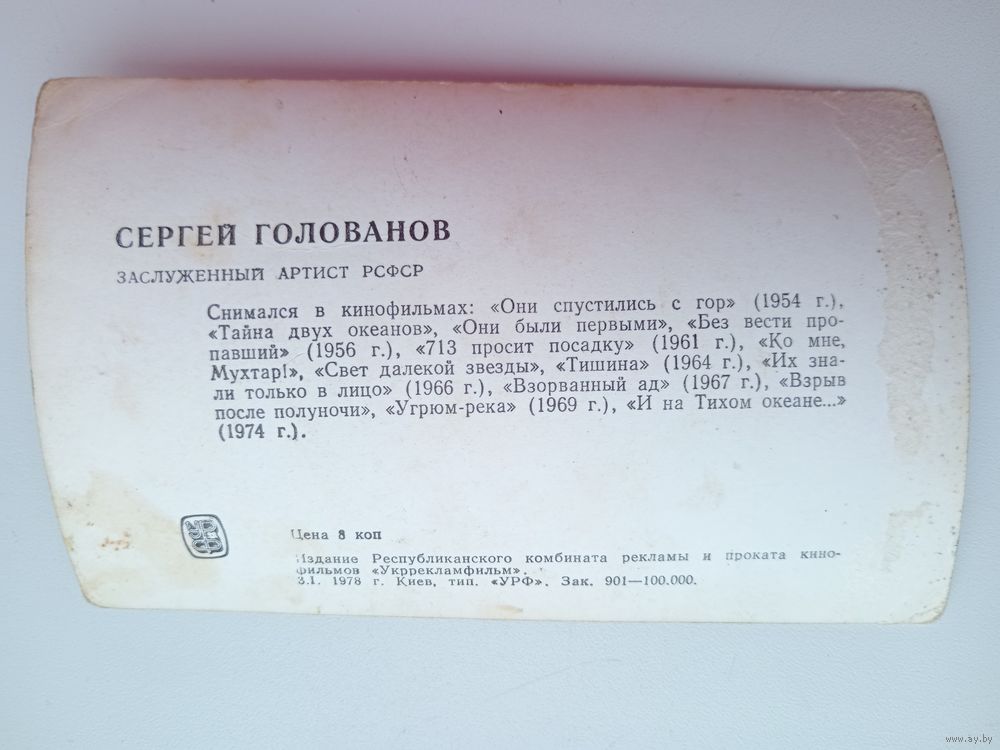 СЕРГЕЙ ГОЛОВАНОВ
ЗАСЛУЖЕННЫЙ АРТИСТ РСФСР
Снимался в кинофильмах: «Они спустились с гор» (1954 г.),
«Тайна двух океанов», «Они были первыми», «Без вести про-
павший» (1956 г.), «713 просит посадку» (1961 г.), «Ко мне,
Мухтар!», «Свет далекой звезды», «Тишина» (1964 г.), «Их зна-
ли только в лицо» (1966 г.), «Взорванный ад» (1967 г.), «Взрыв
после полуночи», «Угрюм-река» (1969 г.), «И на Тихом океане...»
(1974 г.).
Цена 8 коп
Издание Республиканского комбината рекламы и проката кино-
фильмов «Укррекламфильм».
3.I. 1978 г. Киев, тип. «УРФ». Зак. 901—100.000.
www.ay.by